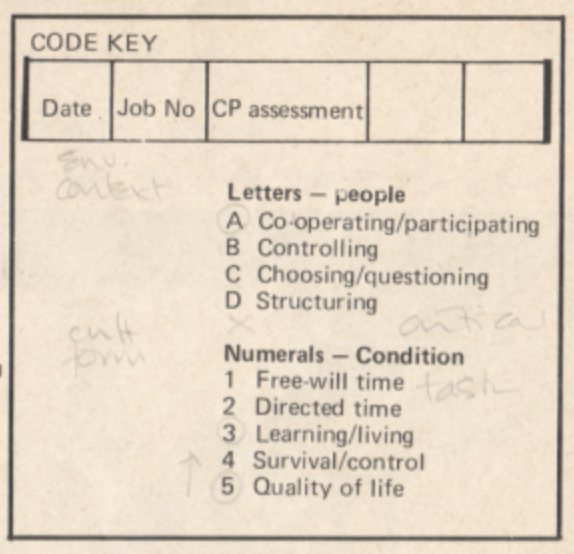 CODE KEY
Date Job No CP assessment
env.
context
Letters – people
A Co-operating/participating
B Controlling
C Choosing/questioning
D Structuring
cult X critical
form
Numerals – Condition
1 Free-will time task
2 Directed time
3 Learning/living
4 Survival/control
5 Quality of life